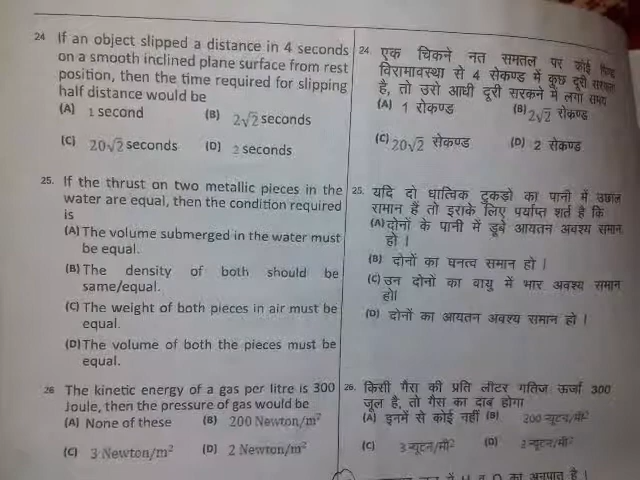 24 If an object slipped a distance in 4 seconds
on a smooth inclined plane surface from rest
position, then the time required for slipping
half distance would be
(A) 1 second (B) 2√2 seconds
(C) 20√2 seconds (D) 2 seconds
25. If the thrust on two metallic pieces in the
water are equal, then the condition required
is
(A) The volume submerged in the water must
be equal.
(B) The density of both should be
same/equal.
(C) The weight of both pieces in air must be
equal.
(D) The volume of both the pieces must be
equal.
26 The kinetic energy of a gas per litre is 300
Joule, then the pressure of gas would be
(A) None of these (B) 200 Newton/m²
(C) 3 Newton/m² (D) 2 Newton/m²
24. एक चिकने नत समतल पर कोई
विरामावस्था से 4 सेकण्ड में कुछ दूरी
है, तो उसे आधी दूरी सरकने में लगा समय
(A) 1 रोकण्ड (B) 2√2 रोकण्ड
(C) 20√2 सेकण्ड (D) 2 सेकण्ड
25. यदि दो धात्विक टुकडो का पानी में उछाल
रामान हैं तो इराके लिए पर्याप्त शर्त है कि
(A) दोनों के पानी में डूबे आयतन अवश्य समान
हो ।
(B) दोनों का घनत्व समान हो ।
(C) उन दोनों का वायु में भार अवश्य समान
हो।
(D) दोनों का आयतन अवश्य समान हो ।
26. किसी गैस की प्रति लीटर गतिज ऊर्जा 300
जूल है, तो गैस का दाब होगा
(A) इनमें से कोई नहीं (B) 200 न्यूटन/मी²
(C) 3 न्यूटन/मी² (D) 2 न्यूटन/मी²
का अनुपात है ।